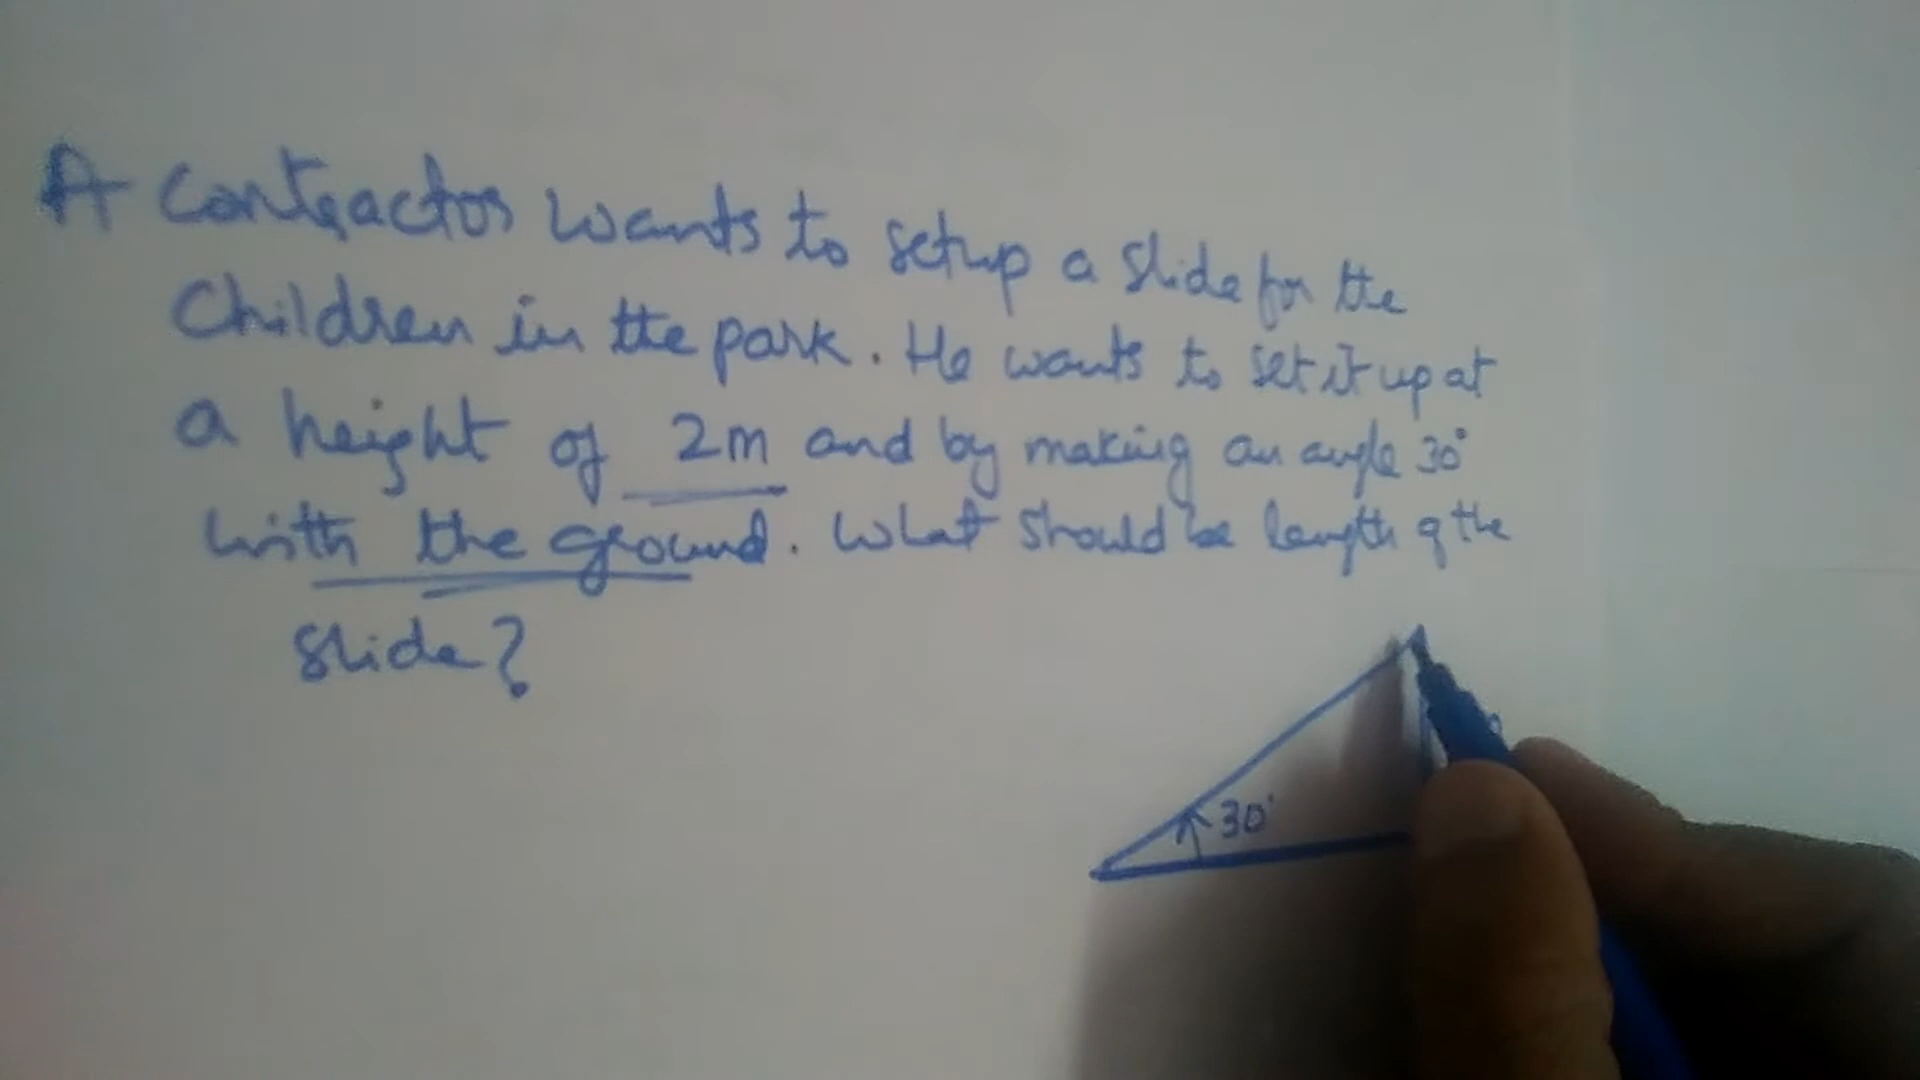 A Contractor wants to setup a slide for the
Children in the park. He wants to set it up at
a height of 2m and by making an angle 30°
with the ground. What should be length of the
slide?
30°